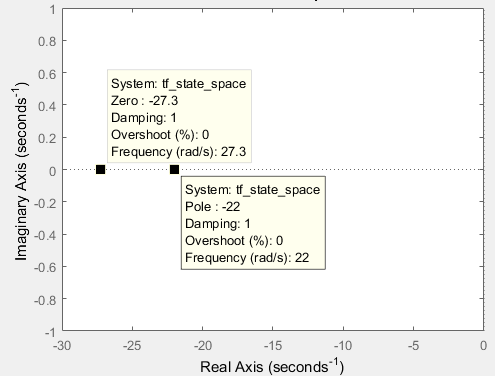 1
0.8
0.6
0.4
0.2
0
-0.2
-0.4
-0.6
-0.8
-1
Imaginary Axis (seconds⁻¹)
System: tf_state_space
Zero : -27.3
Damping: 1
Overshoot (%): 0
Frequency (rad/s): 27.3
System: tf_state_space
Pole : -22
Damping: 1
Overshoot (%): 0
Frequency (rad/s): 22
-30 -25 -20 -15 -10 -5 0
Real Axis (seconds⁻¹)